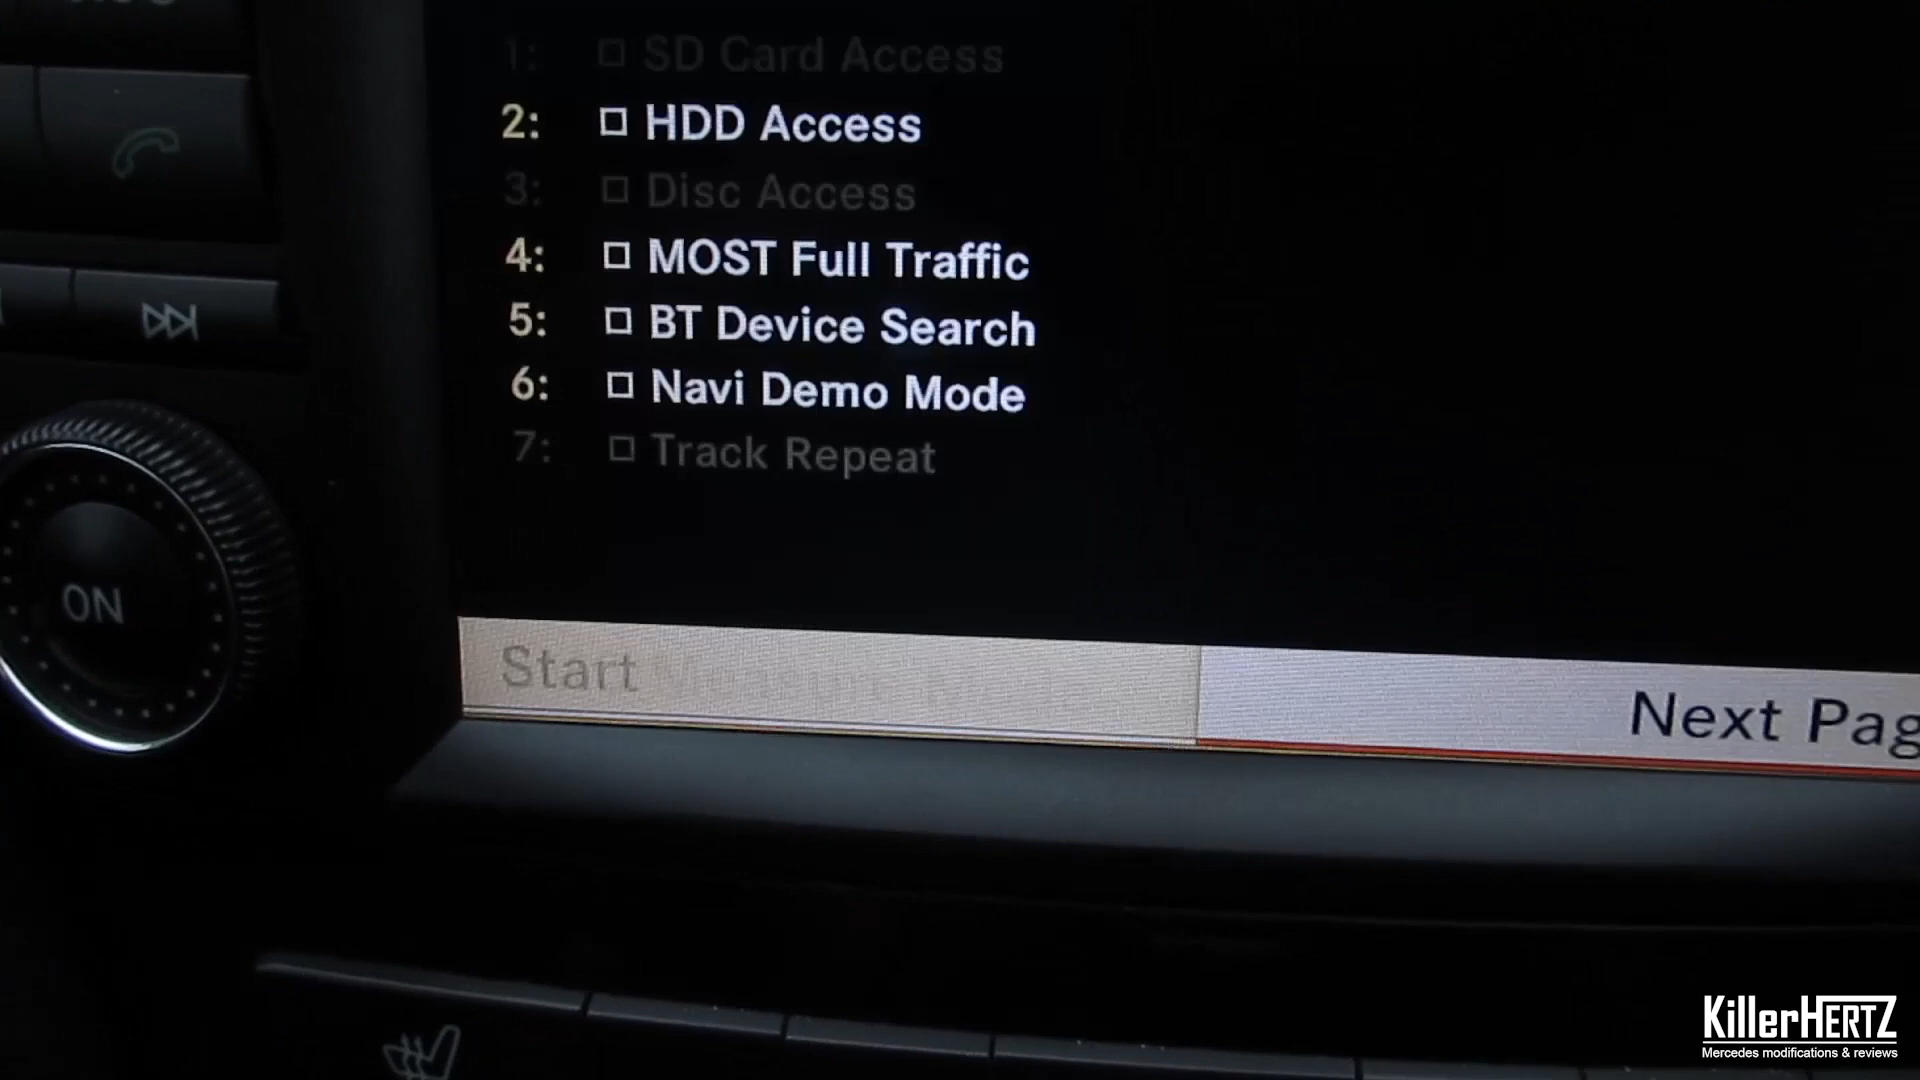 1: SD Card Access
2: HDD Access
3: Disc Access
4: MOST Full Traffic
5: BT Device Search
6: Navi Demo Mode
7: Track Repeat
ON
Start
Next Pag
KillerHERTZ
Mercedes modifications & reviews